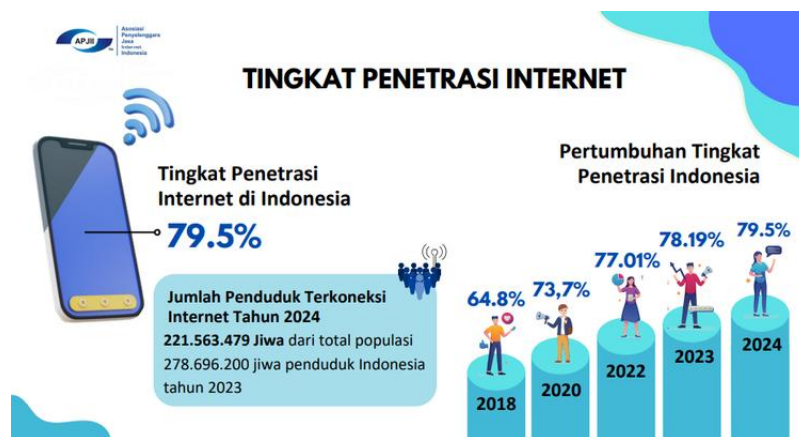 APJII
Asosiasi
Penyelenggara
Jasa
Internet
Indonesia
TINGKAT PENETRASI INTERNET
Tingkat Penetrasi
Internet di Indonesia
79.5%
Jumlah Penduduk Terkoneksi
Internet Tahun 2024
221.563.479 Jiwa dari total populasi
278.696.200 jiwa penduduk Indonesia
tahun 2023
Pertumbuhan Tingkat
Penetrasi Indonesia
64.8%
73,7%
77.01%
78.19%
79.5%
2018
2020
2022
2023
2024